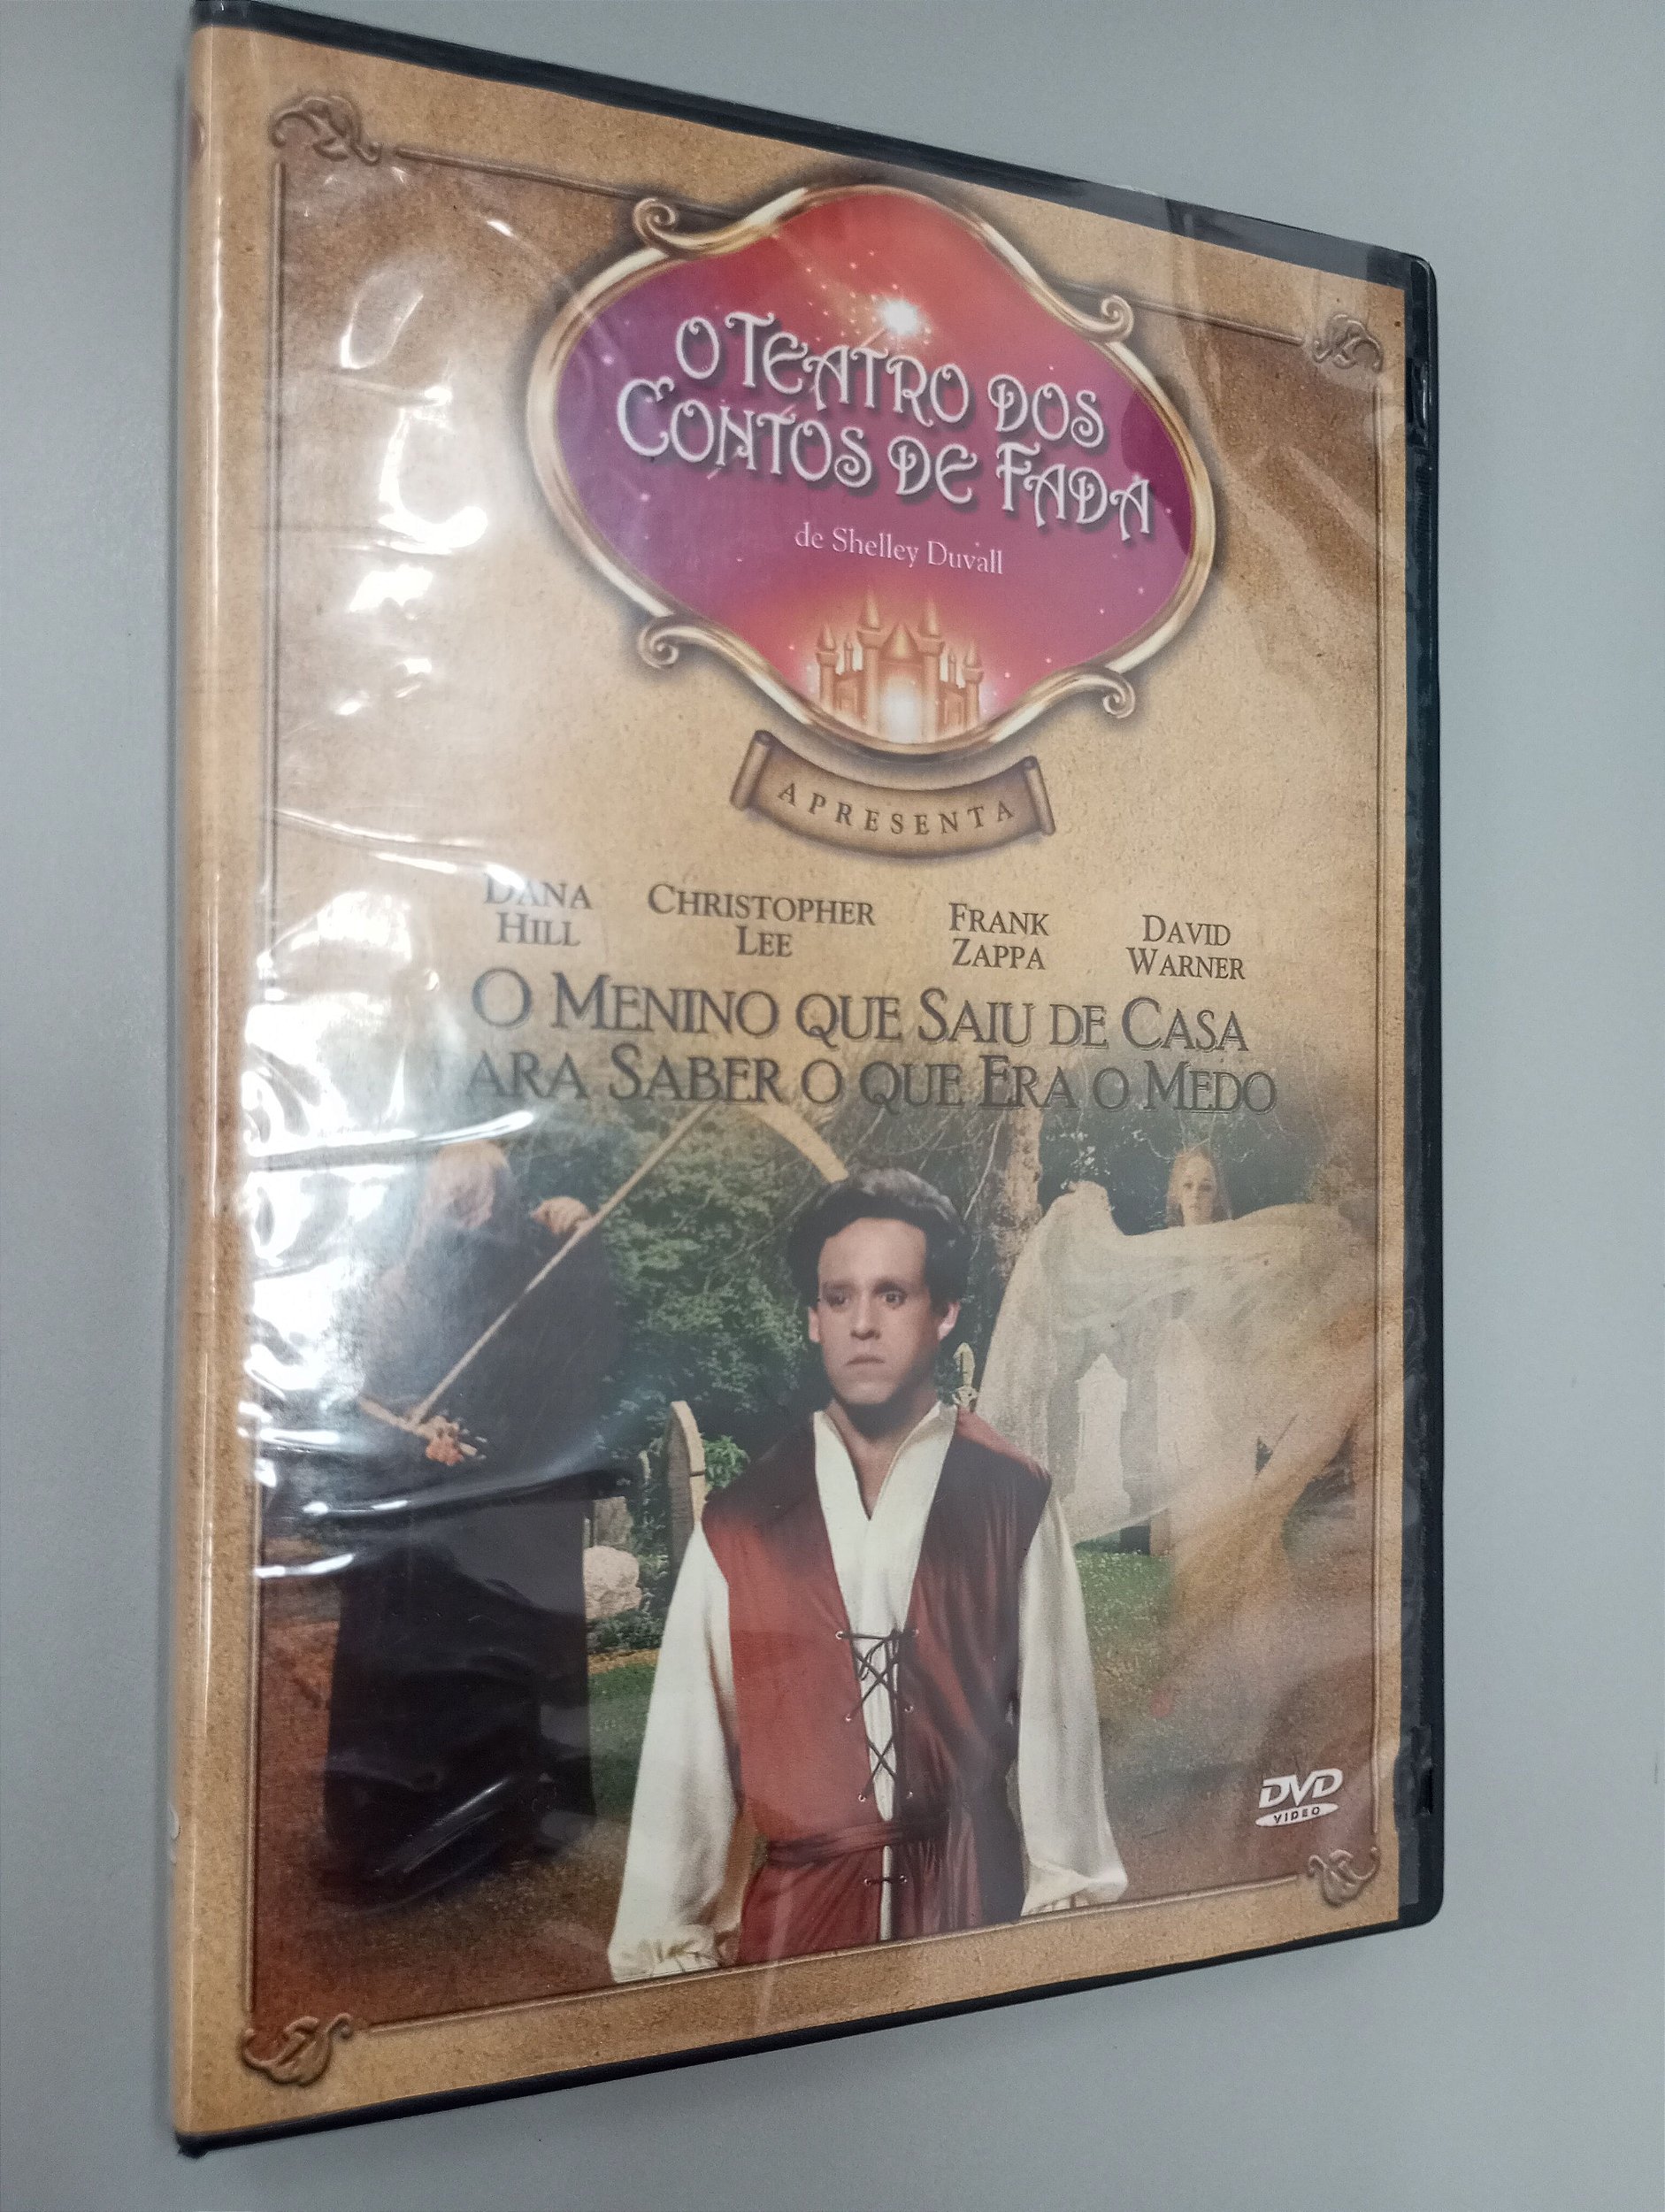 O TEATRO DOS
CONTOS DE FADA
de Shelley Duvall
APRESENTA
DANA HILL
CHRISTOPHER LEE
FRANK ZAPPA
DAVID WARNER
O MENINO QUE SAIU DE CASA
ARA SABER O QUE ERA O MEDO
DVD
VIDEO